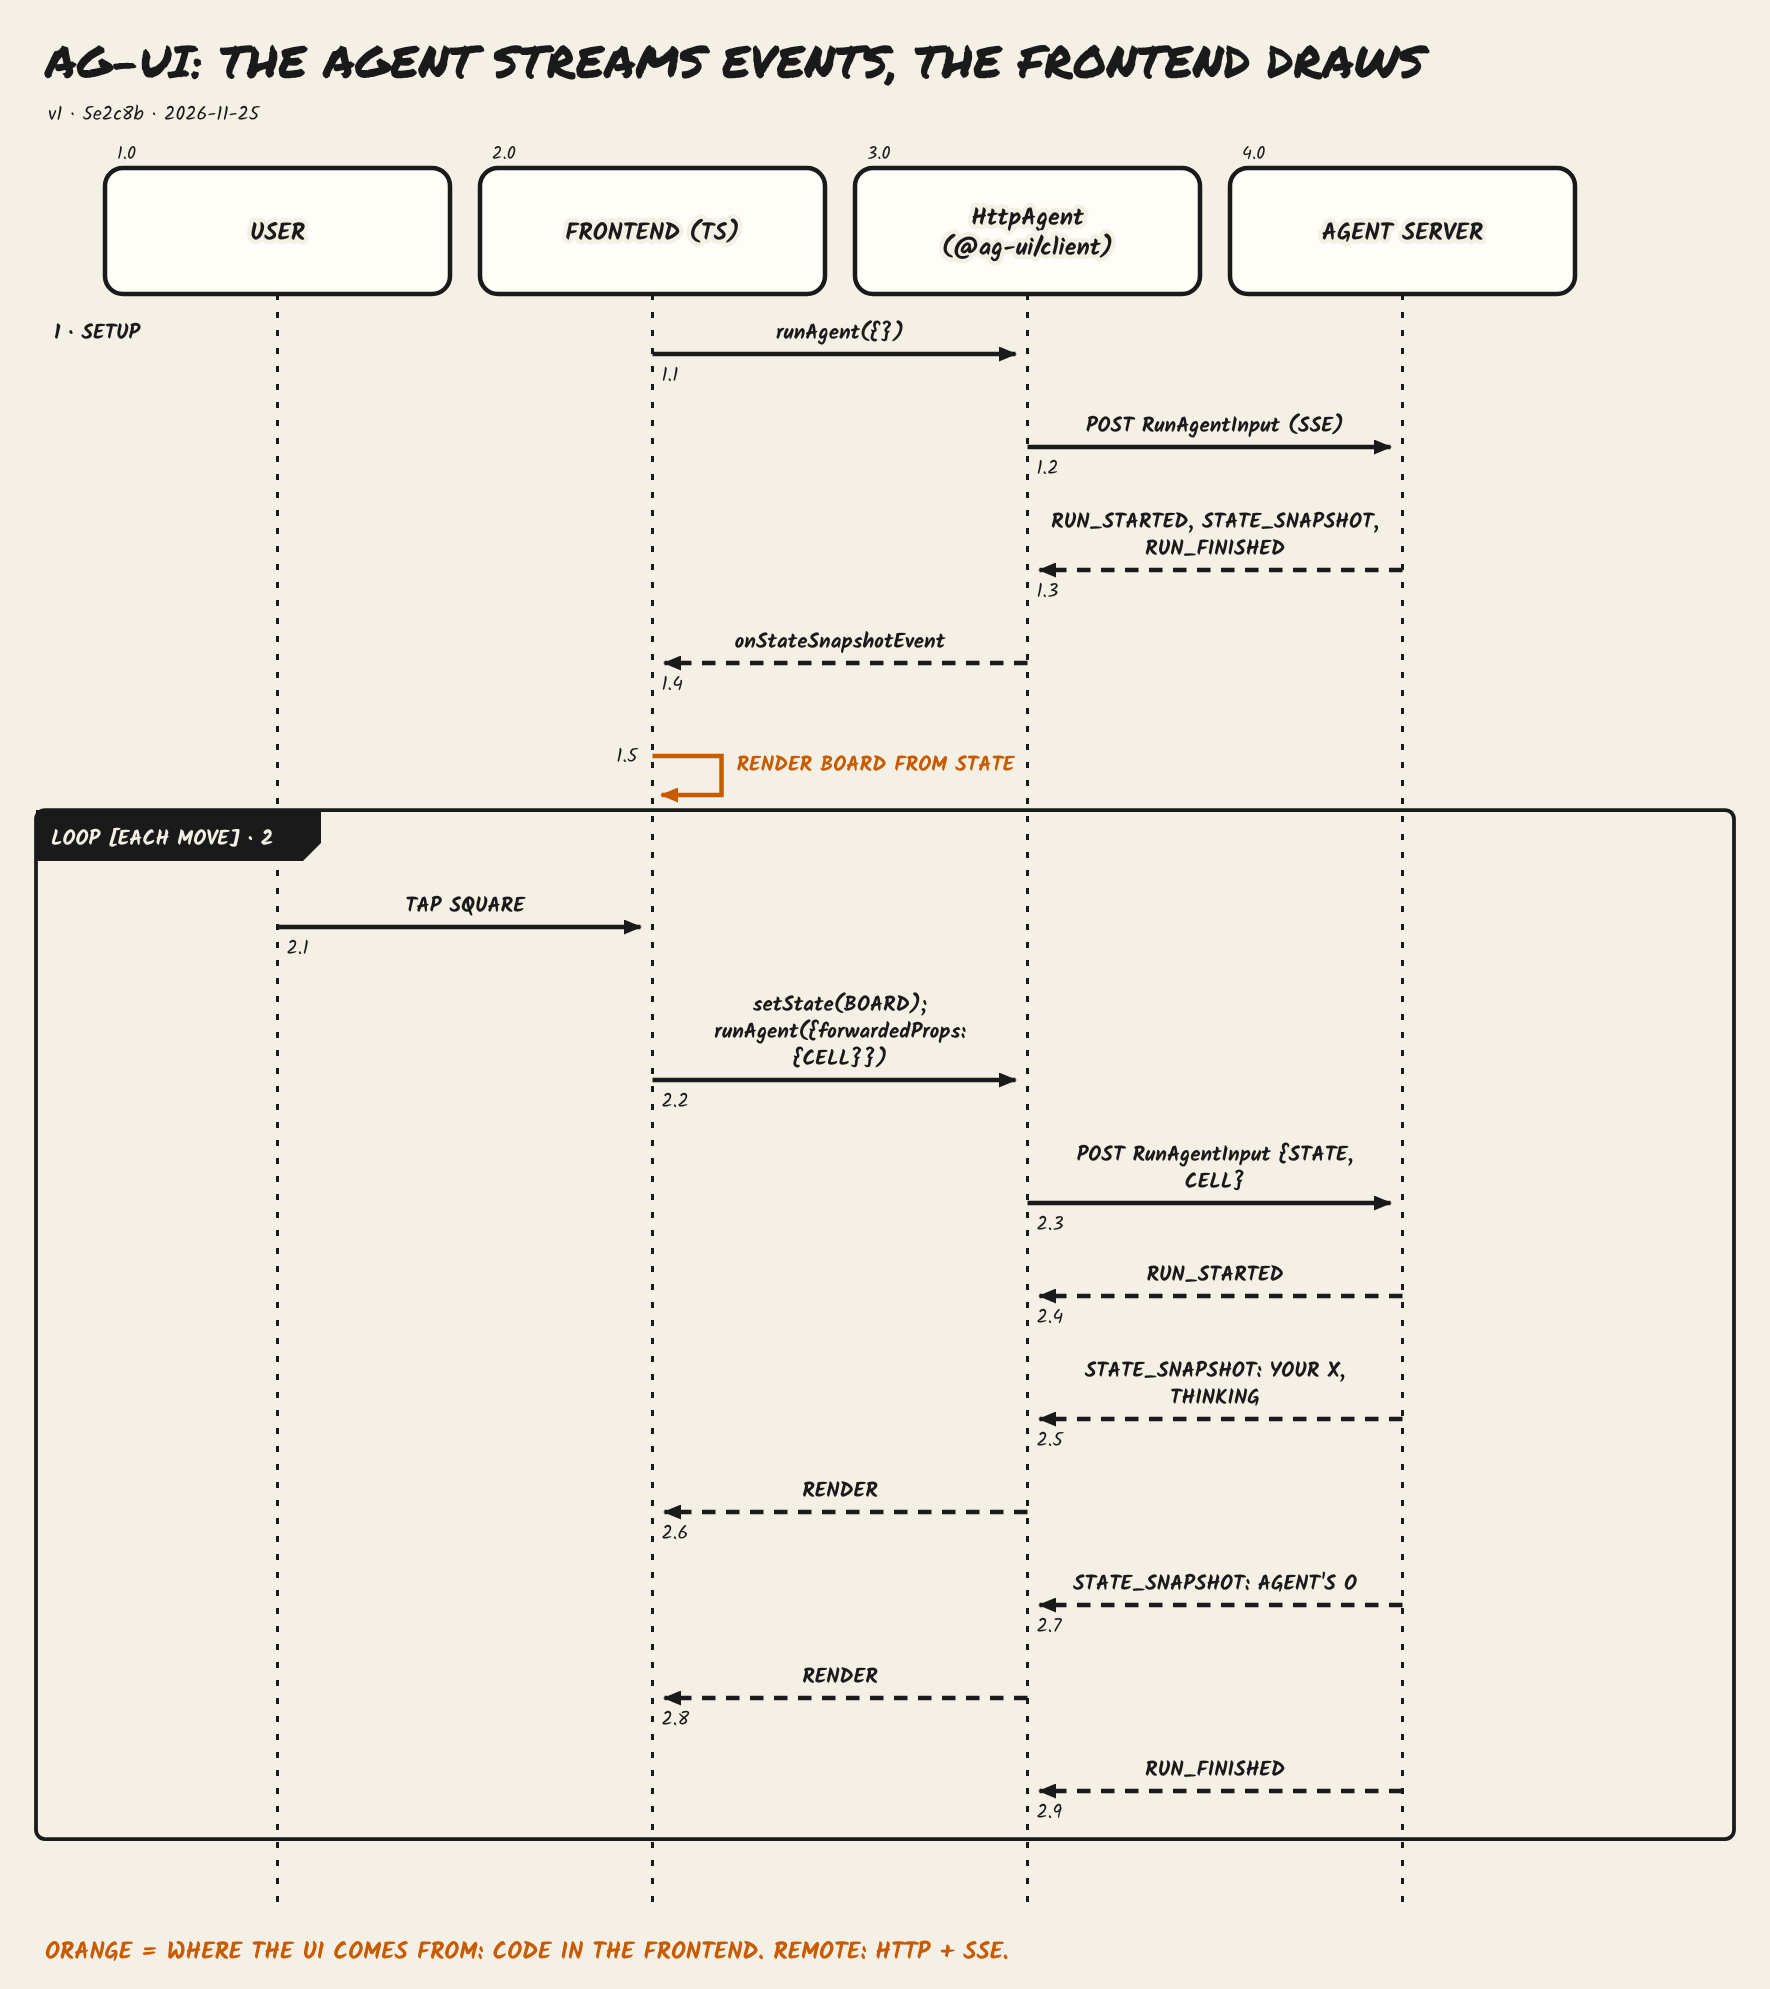 AG-UI: THE AGENT STREAMS EVENTS, THE FRONTEND DRAWS
v1 · 5e2c8b · 2026-11-25
1.0
2.0
3.0
4.0
USER
FRONTEND (TS)
HttpAgent
(@ag-ui/client)
AGENT SERVER
1 · SETUP
runAgent({})
1.1
POST RunAgentInput (SSE)
1.2
RUN_STARTED, STATE_SNAPSHOT,
RUN_FINISHED
1.3
onStateSnapshotEvent
1.4
1.5
RENDER BOARD FROM STATE
LOOP [EACH MOVE] · 2
TAP SQUARE
2.1
setState(BOARD);
runAgent({forwardedProps:
{CELL}})
2.2
POST RunAgentInput {STATE,
CELL}
2.3
RUN_STARTED
2.4
STATE_SNAPSHOT: YOUR X,
THINKING
2.5
RENDER
2.6
STATE_SNAPSHOT: AGENT'S O
2.7
RENDER
2.8
RUN_FINISHED
2.9
ORANGE = WHERE THE UI COMES FROM: CODE IN THE FRONTEND. REMOTE: HTTP + SSE.